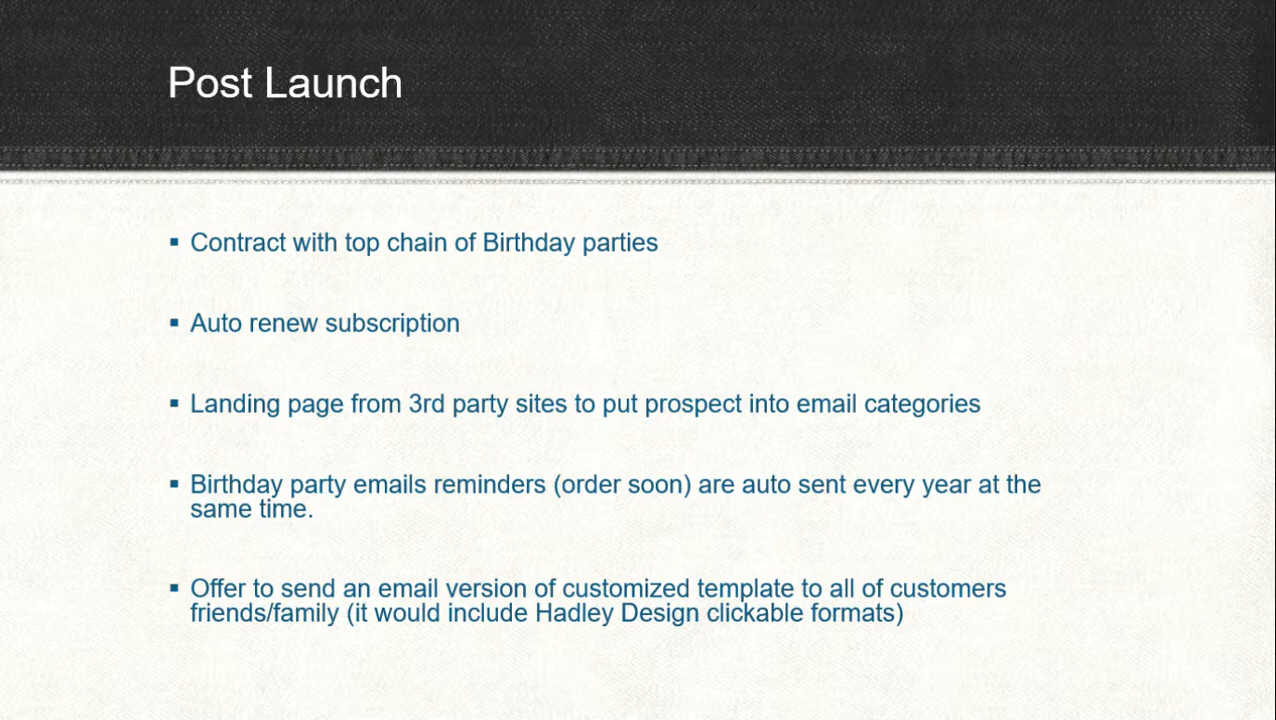 Post Launch
▪ Contract with top chain of Birthday parties
▪ Auto renew subscription
▪ Landing page from 3rd party sites to put prospect into email categories
▪ Birthday party emails reminders (order soon) are auto sent every year at the
same time.
▪ Offer to send an email version of customized template to all of customers
friends/family (it would include Hadley Design clickable formats)